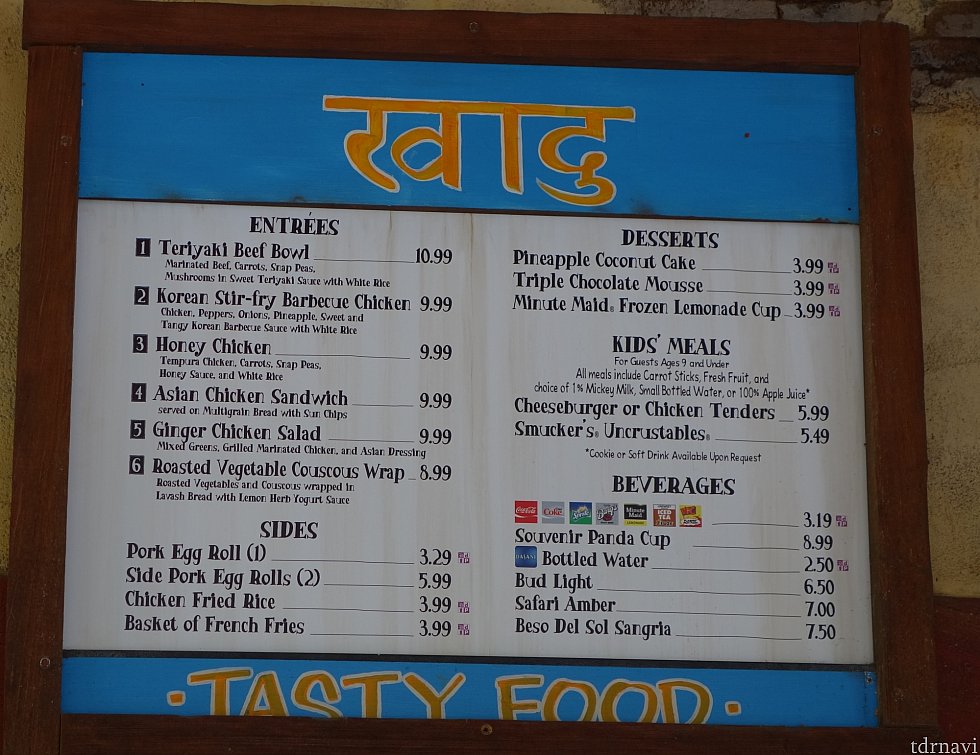 स्वादु
ENTRÉES
1 Teriyaki Beef Bowl 10.99
Marinated Beef, Carrots, Snap Peas,
Mushrooms in Sweet Teriyaki Sauce with White Rice
2 Korean Stir-fry Barbecue Chicken 9.99
Chicken, Peppers, Onions, Pineapple, Sweet and
Tangy Korean Barbecue Sauce with White Rice
3 Honey Chicken 9.99
Tempura Chicken, Carrots, Snap Peas,
Honey Sauce, and White Rice
4 Asian Chicken Sandwich 9.99
served on Multigrain Bread with Sun Chips
5 Ginger Chicken Salad 9.99
Mixed Greens, Grilled Marinated Chicken, and Asian Dressing
6 Roasted Vegetable Couscous Wrap 8.99
Roasted Vegetables and Couscous wrapped in
Lavash Bread with Lemon Herb Yogurt Sauce
SIDES
Pork Egg Roll (1) 3.29
Side Pork Egg Rolls (2) 5.99
Chicken Fried Rice 3.99
Basket of French Fries 3.99
DESSERTS
Pineapple Coconut Cake 3.99
Triple Chocolate Mousse 3.99
Minute Maid® Frozen Lemonade Cup 3.99
KIDS' MEALS
For Guests Ages 9 and Under
All meals include Carrot Sticks, Fresh Fruit, and
choice of 1% Mickey Milk, Small Bottled Water, or 100% Apple Juice*
Cheeseburger or Chicken Tenders 5.99
Smucker's® Uncrustables® 5.49
*Cookie or Soft Drink Available Upon Request
BEVERAGES
Coca-Cola Coke Sprite Barq's Minute Maid ICED TEA 3.19
Souvenir Panda Cup 8.99
DASANI Bottled Water 2.50
Bud Light 6.50
Safari Amber 7.00
Beso Del Sol Sangria 7.50
·TASTY FOOD·
tdrnavi